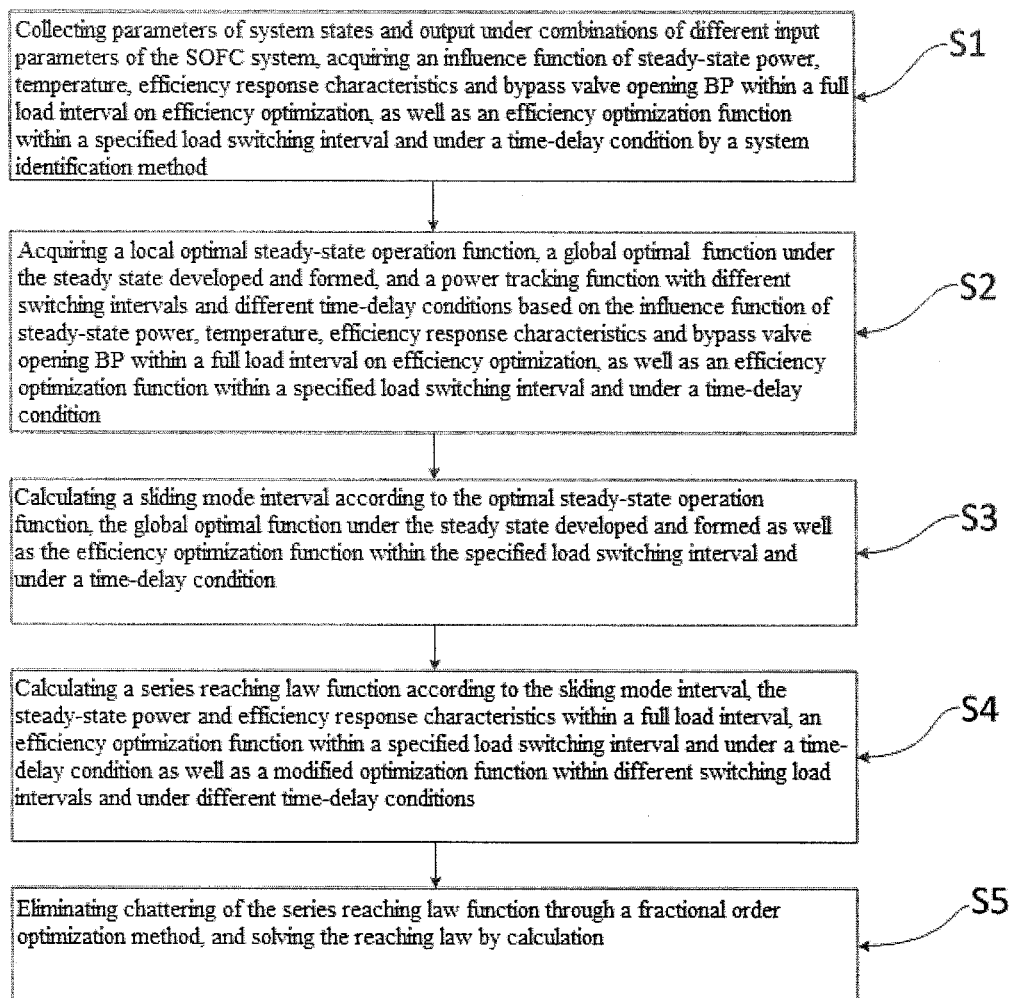 Collecting parameters of system states and output under combinations of different input
parameters of the SOFC system, acquiring an influence function of steady-state power,
temperature, efficiency response characteristics and bypass valve opening BP within a full
load interval on efficiency optimization, as well as an efficiency optimization function
within a specified load switching interval and under a time-delay condition by a system
identification method
S1
Acquiring a local optimal steady-state operation function, a global optimal function under
the steady state developed and formed, and a power tracking function with different
switching intervals and different time-delay conditions based on the influence function of
steady-state power, temperature, efficiency response characteristics and bypass valve
opening BP within a full load interval on efficiency optimization, as well as an efficiency
optimization function within a specified load switching interval and under a time-delay
condition
S2
Calculating a sliding mode interval according to the optimal steady-state operation
function, the global optimal function under the steady state developed and formed as well
as the efficiency optimization function within the specified load switching interval and
under a time-delay condition
S3
Calculating a series reaching law function according to the sliding mode interval, the
steady-state power and efficiency response characteristics within a full load interval, an
efficiency optimization function within a specified load switching interval and under a time-
delay condition as well as a modified optimization function within different switching load
intervals and under different time-delay conditions
S4
Eliminating chattering of the series reaching law function through a fractional order
optimization method, and solving the reaching law by calculation
S5